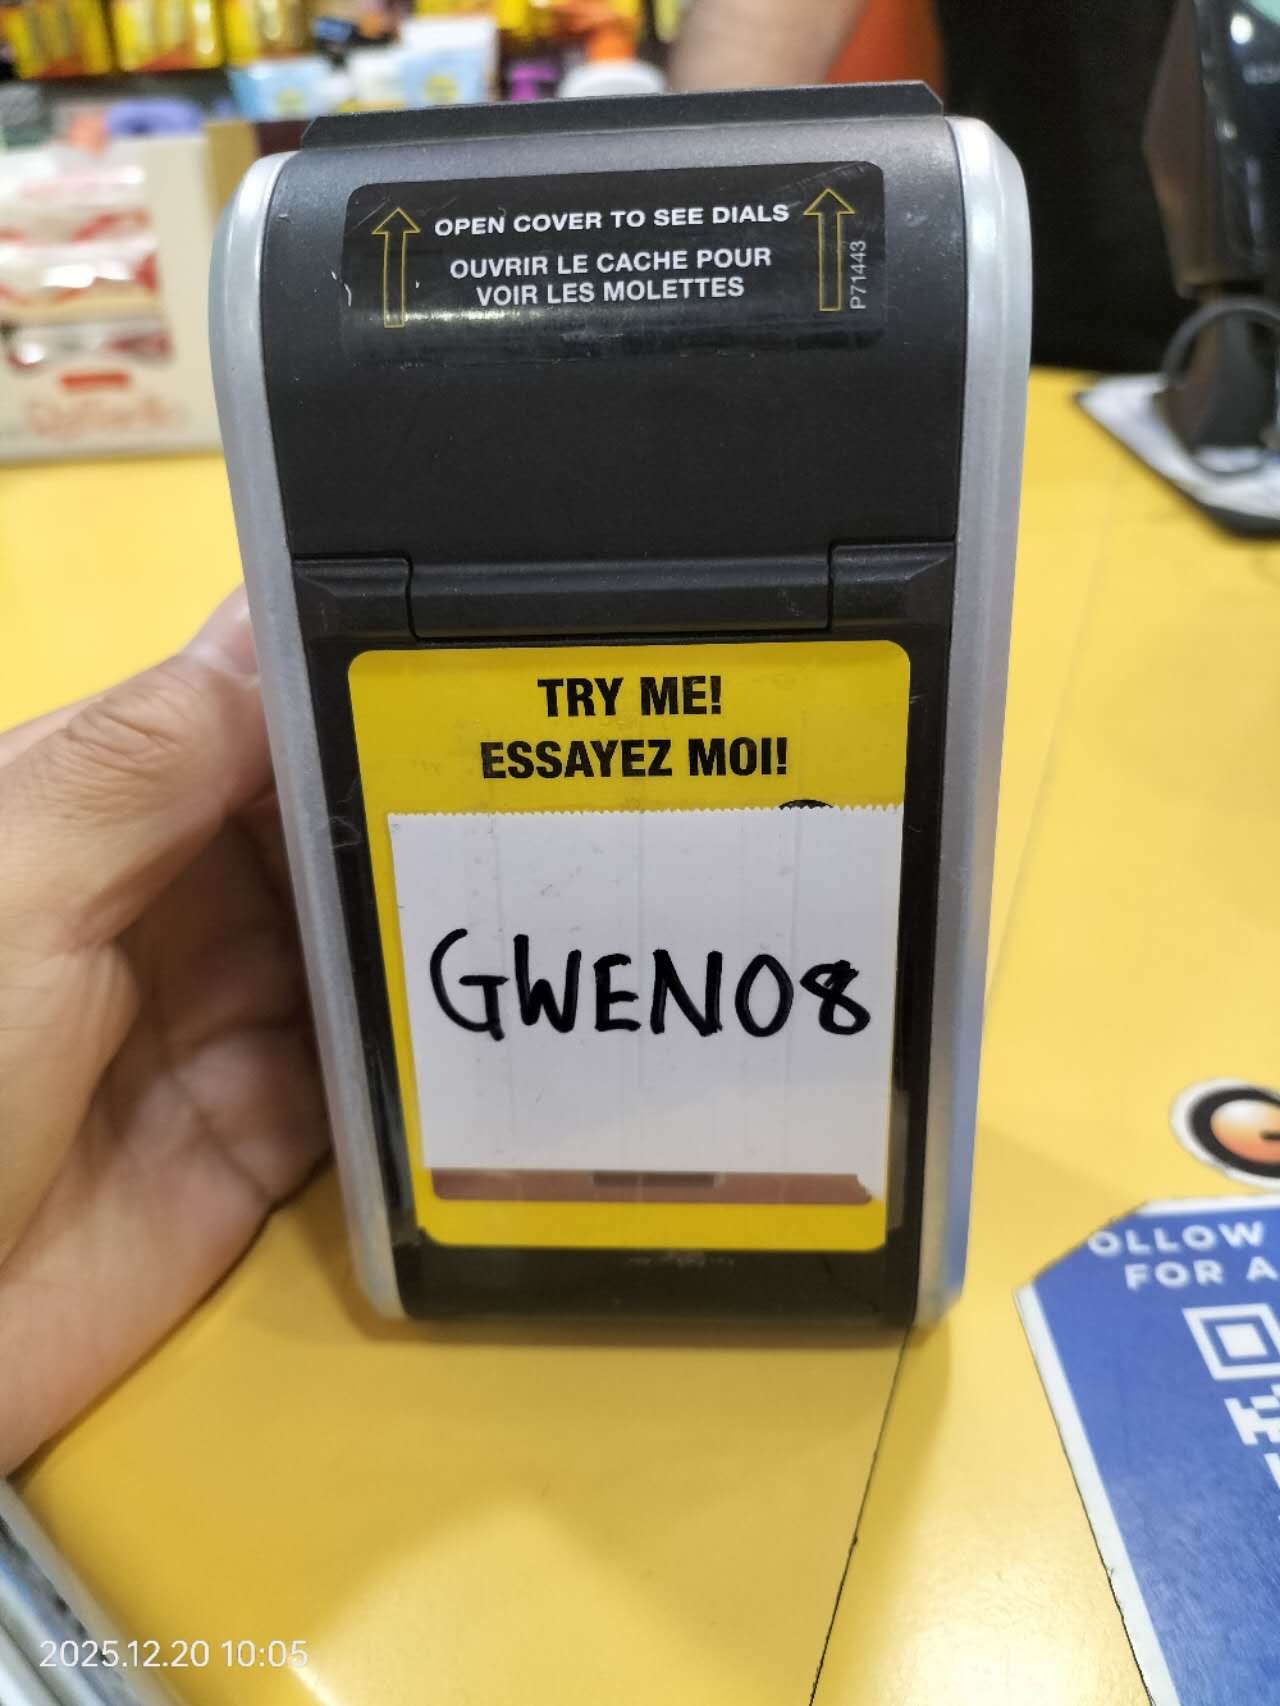 OPEN COVER TO SEE DIALS
OUVRIR LE CACHE POUR
VOIR LES MOLETTES
P71443
TRY ME!
ESSAYEZ MOI!
GWEN08
OLLOW
FOR A
2025.12.20 10:05